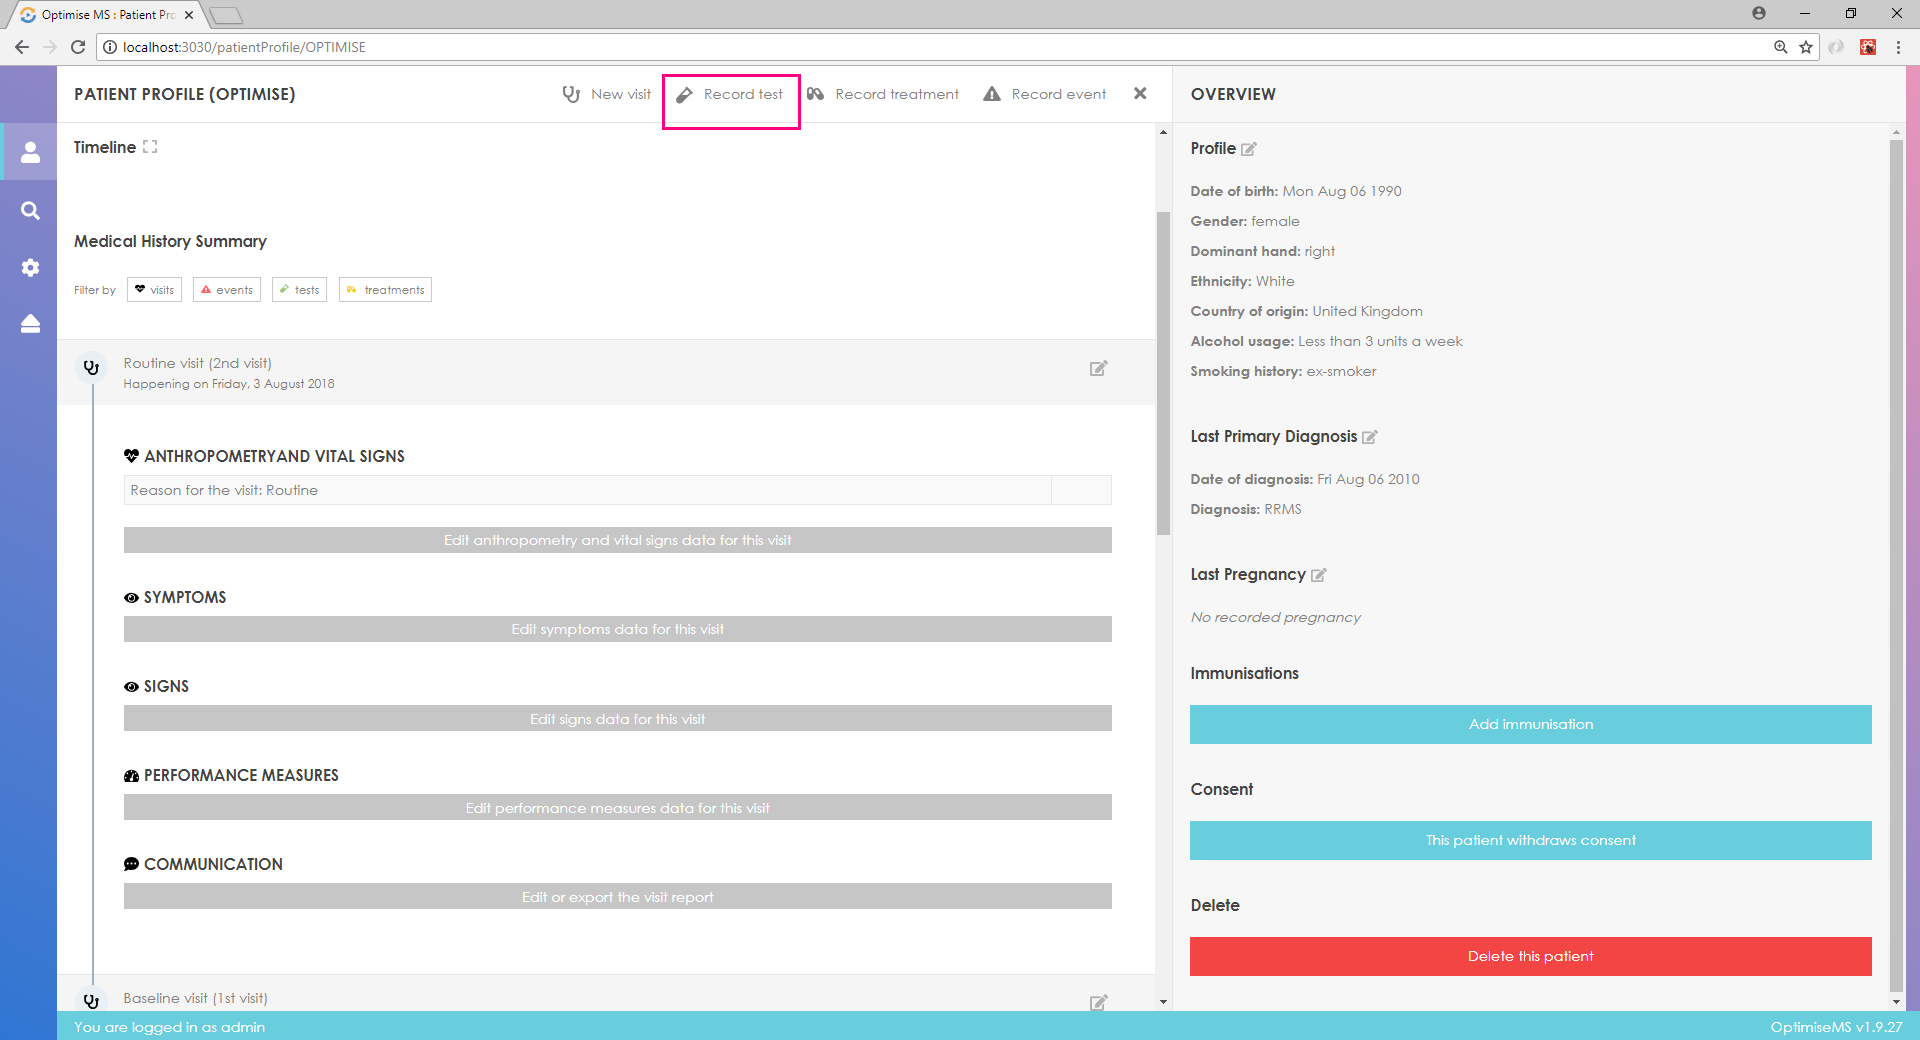 Optimise MS : Patient Pro
localhost:3030/patientProfile/OPTIMISE
PATIENT PROFILE (OPTIMISE)
New visit
Record test
Record treatment
Record event
Timeline
Medical History Summary
Filter by
visits
events
tests
treatments
Routine visit (2nd visit)
Happening on Friday, 3 August 2018
ANTHROPOMETRYAND VITAL SIGNS
Reason for the visit: Routine
Edit anthropometry and vital signs data for this visit
SYMPTOMS
Edit symptoms data for this visit
SIGNS
Edit signs data for this visit
PERFORMANCE MEASURES
Edit performance measures data for this visit
COMMUNICATION
Edit or export the visit report
Baseline visit (1st visit)
OVERVIEW
Profile
Date of birth: Mon Aug 06 1990
Gender: female
Dominant hand: right
Ethnicity: White
Country of origin: United Kingdom
Alcohol usage: Less than 3 units a week
Smoking history: ex-smoker
Last Primary Diagnosis
Date of diagnosis: Fri Aug 06 2010
Diagnosis: RRMS
Last Pregnancy
No recorded pregnancy
Immunisations
Add immunisation
Consent
This patient withdraws consent
Delete
Delete this patient
You are logged in as admin
OptimiseMS v1.9.27